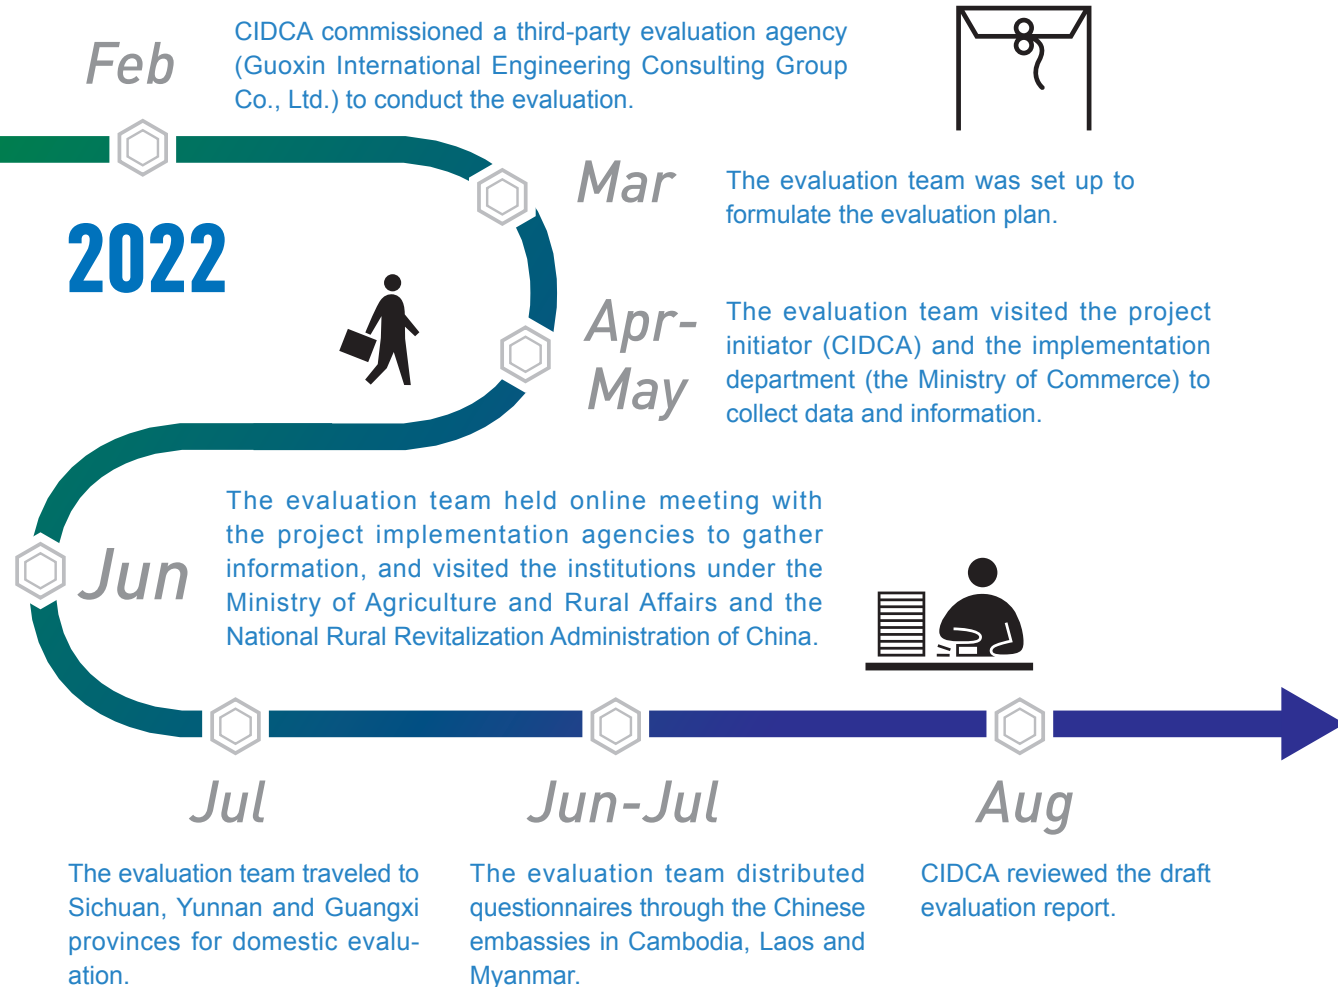 Feb
CIDCA commissioned a third-party evaluation agency
(Guoxin International Engineering Consulting Group
Co., Ltd.) to conduct the evaluation.
2022
Mar
The evaluation team was set up to
formulate the evaluation plan.
Apr-
May
The evaluation team visited the project
initiator (CIDCA) and the implementation
department (the Ministry of Commerce) to
collect data and information.
Jun
The evaluation team held online meeting with
the project implementation agencies to gather
information, and visited the institutions under the
Ministry of Agriculture and Rural Affairs and the
National Rural Revitalization Administration of China.
Jul
The evaluation team traveled to
Sichuan, Yunnan and Guangxi
provinces for domestic evalu-
ation.
Jun-Jul
The evaluation team distributed
questionnaires through the Chinese
embassies in Cambodia, Laos and
Myanmar.
Aug
CIDCA reviewed the draft
evaluation report.